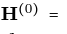 𝐇⁽⁰⁾ =